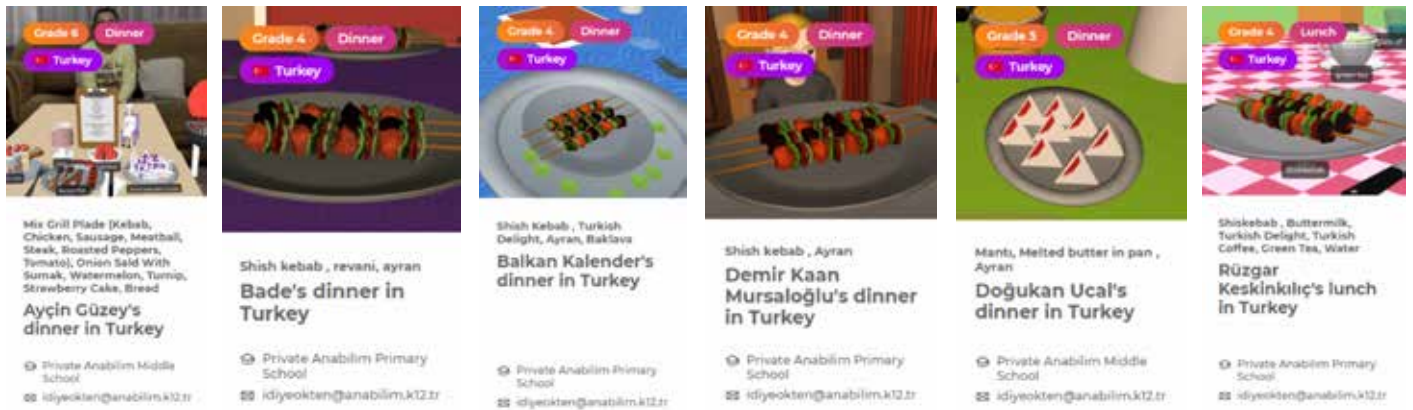 Grade 6 Dinner
Turkey
Mix Grill Plade (Kebab,
Chicken, Sausage, Meatball,
Steak, Roasted Peppers,
Tomato), Onion Sald With
Sumak, Watermelon, Turnip,
Strawberry Cake, Bread
Ayçin Güzey's
dinner in Turkey
Private Anabilim Middle
School
idiyeokten@anabilim.k12.tr
Grade 4 Dinner
Turkey
Shish kebab , revani, ayran
Bade's dinner in
Turkey
Private Anabilim Primary
School
idiyeokten@anabilim.k12.tr
Grade 4 Dinner
Turkey
Shish Kebab , Turkish
Delight, Ayran, Baklava
Balkan Kalender's
dinner in Turkey
Private Anabilim Primary
School
idiyeokten@anabilim.k12.tr
Grade 4 Dinner
Turkey
Shish kebab , Ayran
Demir Kaan
Mursaloğlu's dinner
in Turkey
Private Anabilim Primary
School
idiyeokten@anabilim.k12.tr
Grade 5 Dinner
Turkey
Mantı, Melted butter in pan ,
Ayran
Doğukan Ucal's
dinner in Turkey
Private Anabilim Middle
School
idiyeokten@anabilim.k12.tr
Grade 4 Lunch
Turkey
Shiskebab , Buttermilk,
Turkish Delight, Turkish
Coffee, Green Tea, Water
Rüzgar
Keskinkılıç's lunch
in Turkey
Private Anabilim Primary
School
idiyeokten@anabilim.k12.tr